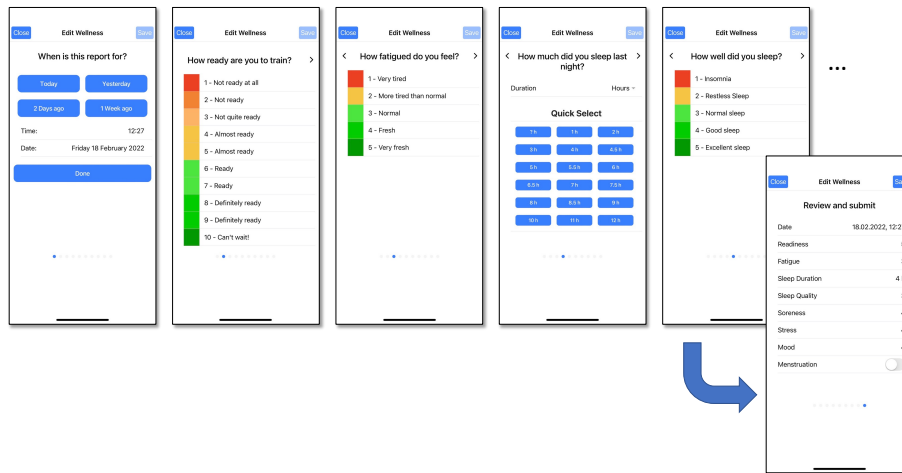 Close Edit Wellness Save
When is this report for?
Today Yesterday
2 Days ago 1 Week ago
Time: 12:27
Date: Friday 18 February 2022
Done
Close Edit Wellness Save
How ready are you to train? >
1 - Not ready at all
2 - Not ready
3 - Not quite ready
4 - Almost ready
5 - Almost ready
6 - Ready
7 - Ready
8 - Definitely ready
9 - Definitely ready
10 - Can't wait!
Close Edit Wellness Save
< How fatigued do you feel? >
1 - Very tired
2 - More tired than normal
3 - Normal
4 - Fresh
5 - Very fresh
Close Edit Wellness Save
< How much did you sleep last >
night?
Duration Hours
Quick Select
1 h 2 h
3 h 4 h 4.5 h
5 h 5.5 h 6 h
6.5 h 7 h 7.5 h
8 h 8.5 h 9 h
10 h 11 h 12 h
Close Edit Wellness Save
< How well did you sleep? >
1 - Insomnia
2 - Restless Sleep
3 - Normal sleep
4 - Good sleep
5 - Excellent sleep
...
Close Edit Wellness
Review and submit
Date 18.02.2022, 12:2
Readiness
Fatigue
Sleep Duration 4
Sleep Quality
Soreness
Stress
Mood
Menstruation